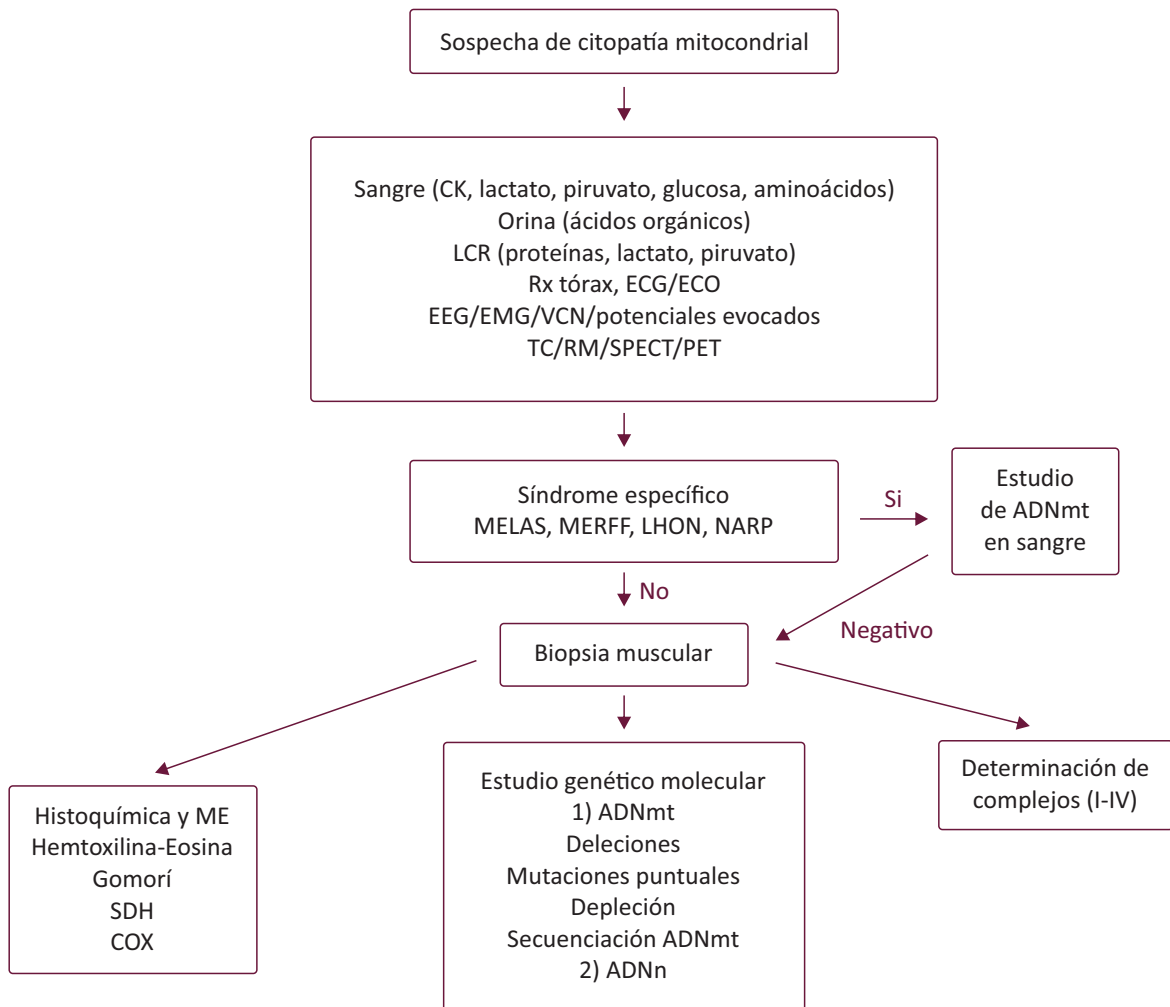 Sospecha de citopatía mitocondrial
Sangre (CK, lactato, piruvato, glucosa, aminoácidos)
Orina (ácidos orgánicos)
LCR (proteínas, lactato, piruvato)
Rx tórax, ECG/ECO
EEG/EMG/VCN/potenciales evocados
TC/RM/SPECT/PET
Síndrome específico
MELAS, MERFF, LHON, NARP
Si
Estudio
de ADNmt
en sangre
No
Negativo
Biopsia muscular
Histoquímica y ME
Hemtoxilina-Eosina
Gomorí
SDH
COX
Estudio genético molecular
1) ADNmt
Deleciones
Mutaciones puntuales
Depleción
Secuenciación ADNmt
2) ADNn
Determinación de
complejos (I-IV)